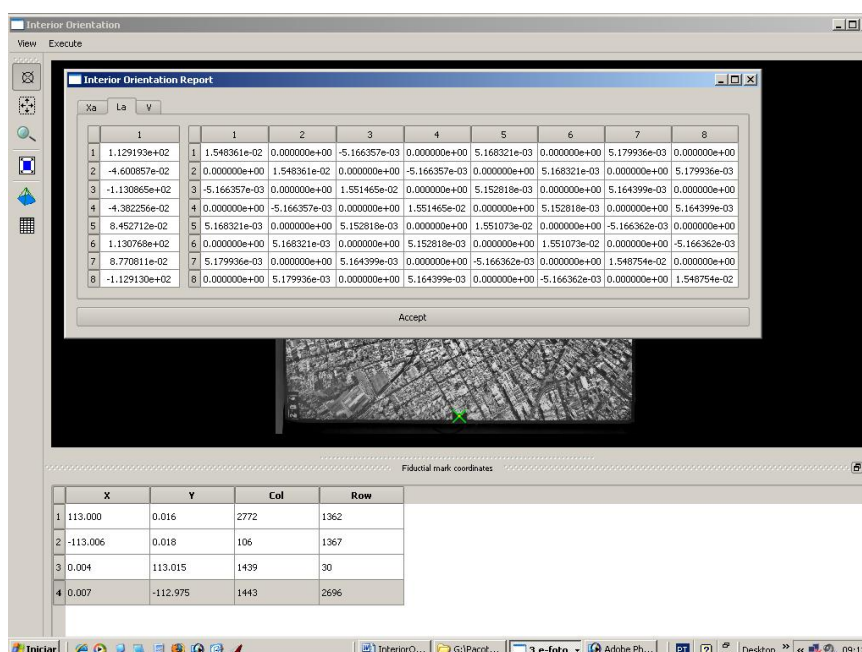 Interior Orientation
View Execute
Interior Orientation Report
Xa La V
1 1 2 3 4 5 6 7 8
1 1.129193e+02 1 1.548361e-02 0.000000e+00 -5.166357e-03 0.000000e+00 5.168321e-03 0.000000e+00 5.179936e-03 0.000000e+00
2 -4.600857e-02 2 0.000000e+00 1.548361e-02 0.000000e+00 -5.166357e-03 0.000000e+00 5.168321e-03 0.000000e+00 5.179936e-03
3 -1.130865e+02 3 -5.166357e-03 0.000000e+00 1.551465e-02 0.000000e+00 5.152818e-03 0.000000e+00 5.164399e-03 0.000000e+00
4 -4.382256e-02 4 0.000000e+00 -5.166357e-03 0.000000e+00 1.551465e-02 0.000000e+00 5.152818e-03 0.000000e+00 5.164399e-03
5 8.452712e-02 5 5.168321e-03 0.000000e+00 5.152818e-03 0.000000e+00 1.551073e-02 0.000000e+00 -5.166362e-03 0.000000e+00
6 1.130768e+02 6 0.000000e+00 5.168321e-03 0.000000e+00 5.152818e-03 0.000000e+00 1.551073e-02 0.000000e+00 -5.166362e-03
7 8.770811e-02 7 5.179936e-03 0.000000e+00 5.164399e-03 0.000000e+00 -5.166362e-03 0.000000e+00 1.548754e-02 0.000000e+00
8 -1.129130e+02 8 0.000000e+00 5.179936e-03 0.000000e+00 5.164399e-03 0.000000e+00 -5.166362e-03 0.000000e+00 1.548754e-02
Accept
Fiductial mark coordinates
X Y Col Row
1 113.000 0.016 2772 1362
2 -113.006 0.018 106 1367
3 0.004 113.015 1439 30
4 0.007 -112.975 1443 2696
Iniciar InteriorO... G:\Pacot... 3 e-foto Adobe Ph... PT Desktop » «